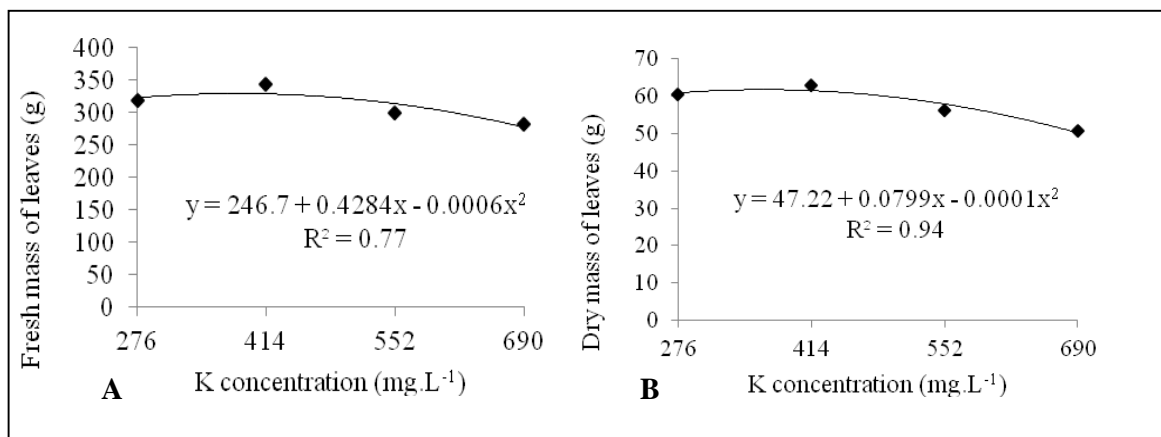 Fresh mass of leaves (g)
400
350
300
250
200
150
100
50
0
y = 246.7 + 0.4284x - 0.0006x²
R² = 0.77
276 414 552 690
K concentration (mg.L⁻¹)
A
Dry mass of leaves (g)
70
60
50
40
30
20
10
0
y = 47.22 + 0.0799x - 0.0001x²
R² = 0.94
276 414 552 690
K concentration (mg.L⁻¹)
B